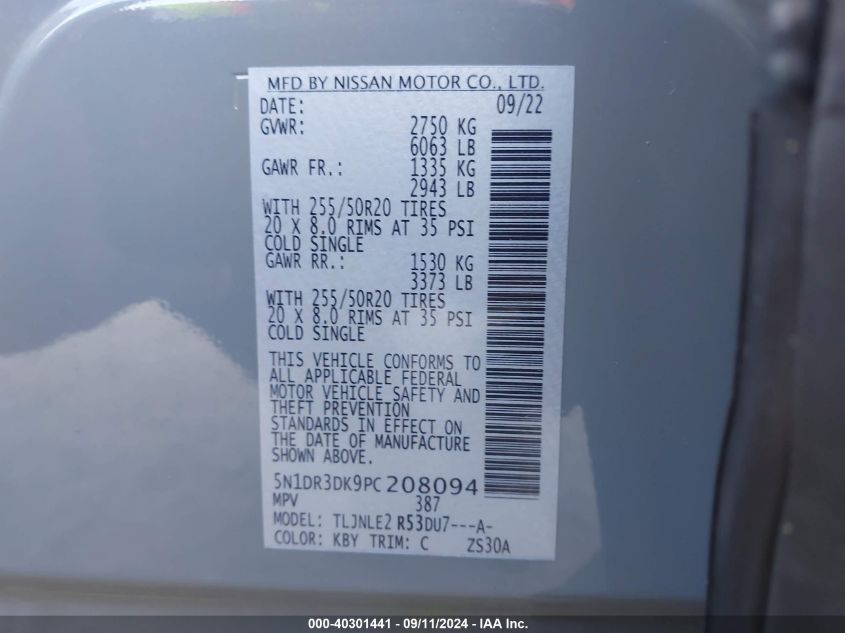 MFD BY NISSAN MOTOR CO., LTD.
DATE: 09/22
GVWR: 2750 KG
6063 LB
GAWR FR.: 1335 KG
2943 LB
WITH 255/50R20 TIRES
20 X 8.0 RIMS AT 35 PSI
COLD SINGLE
GAWR RR.: 1530 KG
3373 LB
WITH 255/50R20 TIRES
20 X 8.0 RIMS AT 35 PSI
COLD SINGLE
THIS VEHICLE CONFORMS TO
ALL APPLICABLE FEDERAL
MOTOR VEHICLE SAFETY AND
THEFT PREVENTION
STANDARDS IN EFFECT ON
THE DATE OF MANUFACTURE
SHOWN ABOVE.
5N1DR3DK9PC208094
MPV 387
MODEL: TLJNLE2 R53DU7---A-
COLOR: KBY TRIM: C ZS30A
000-40301441 - 09/11/2024 - IAA Inc.